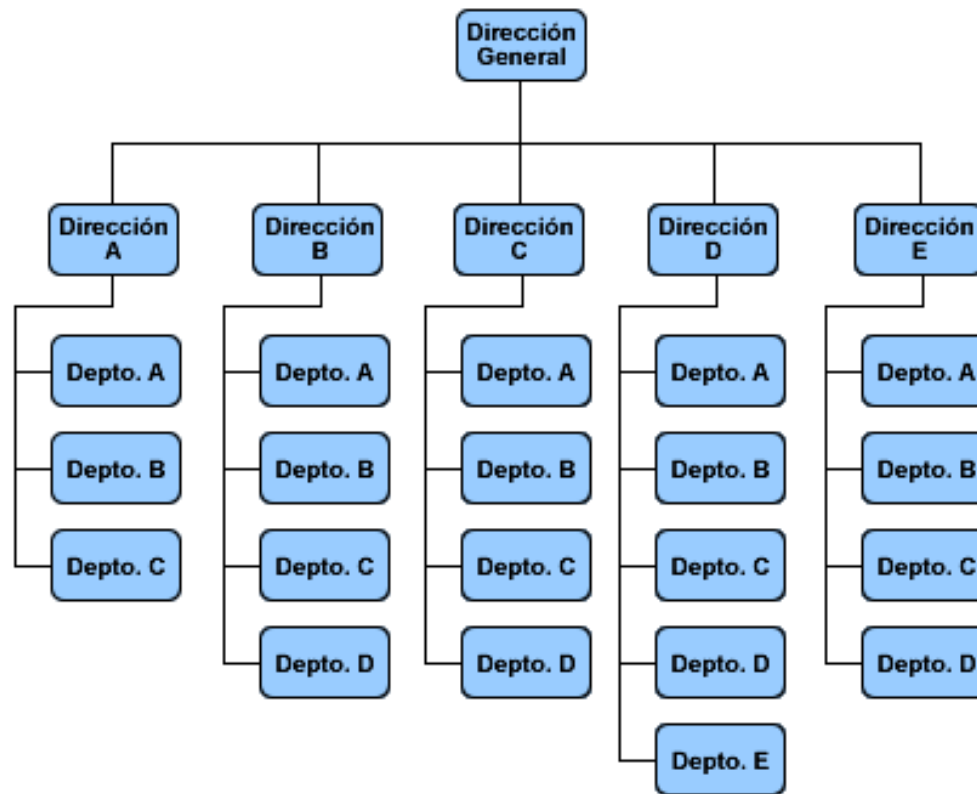 Dirección
General
Dirección
A
Dirección
B
Dirección
C
Dirección
D
Dirección
E
Depto. A
Depto. B
Depto. C
Depto. A
Depto. B
Depto. C
Depto. D
Depto. A
Depto. B
Depto. C
Depto. D
Depto. A
Depto. B
Depto. C
Depto. D
Depto. E
Depto. A
Depto. B
Depto. C
Depto. D